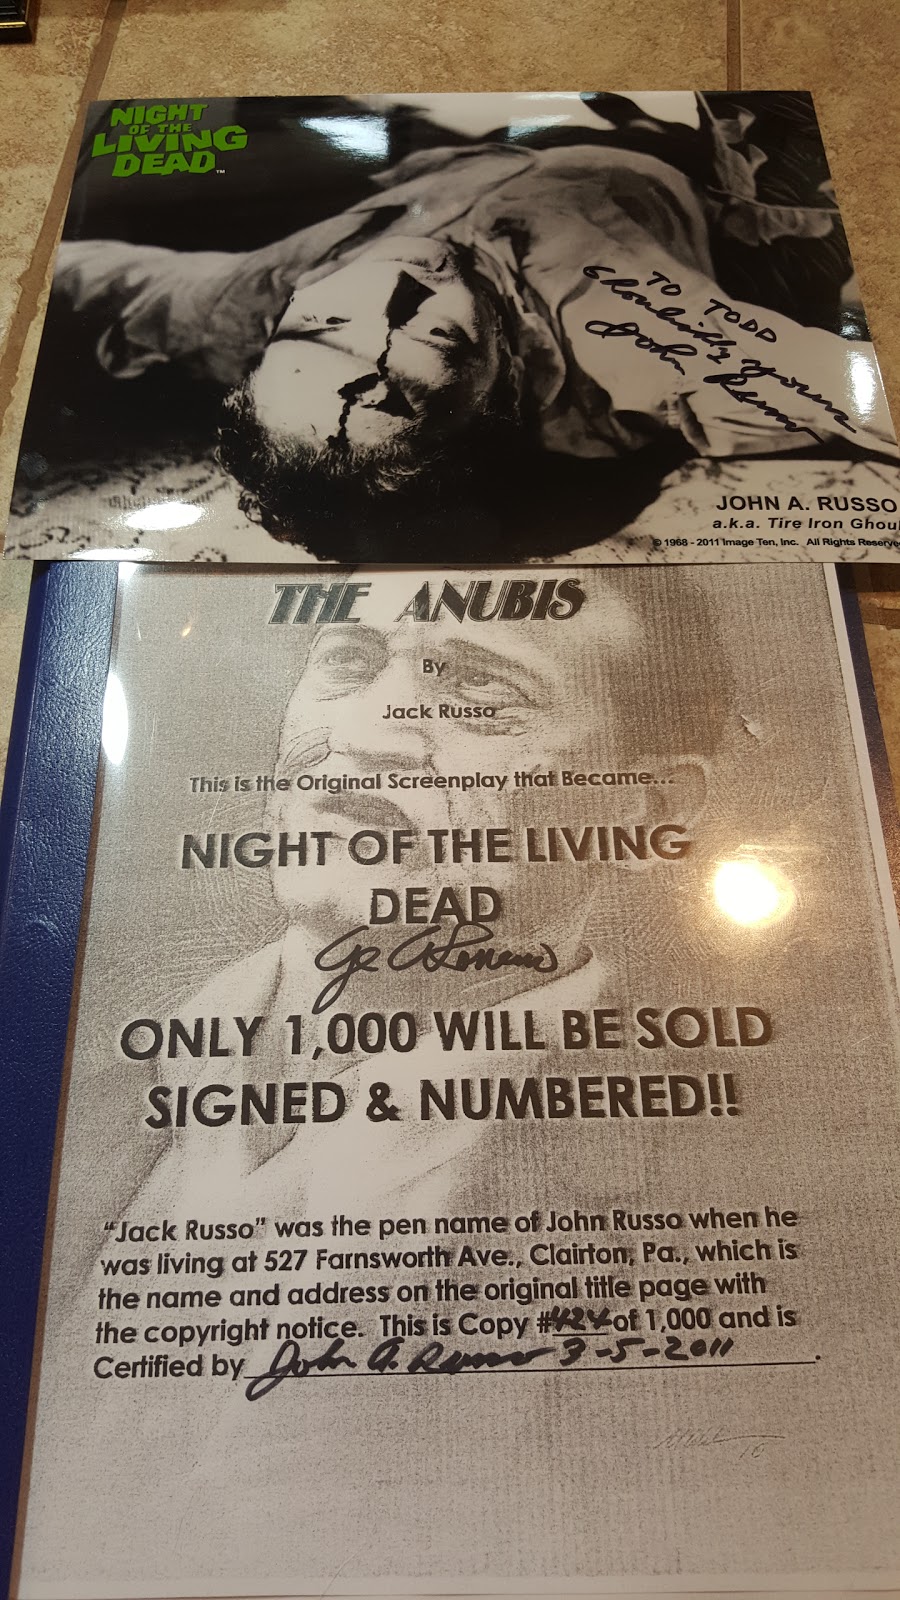 NIGHT
OF THE
LIVING
DEAD™
TO TODD
Ghoulishly yours
John Russo
JOHN A. RUSSO
a.k.a. Tire Iron Ghoul
© 1968 - 2011 Image Ten, Inc. All Rights Reserve
THE ANUBIS
By
Jack Russo
This is the Original Screenplay that Became...
NIGHT OF THE LIVING
DEAD
Ge A Romero
ONLY 1,000 WILL BE SOLD
SIGNED & NUMBERED!!
"Jack Russo" was the pen name of John Russo when he
was living at 527 Farnsworth Ave., Clairton, Pa., which is
the name and address on the original title page with
the copyright notice. This is Copy #424 of 1,000 and is
Certified by John A. Russo 3-5-2011.